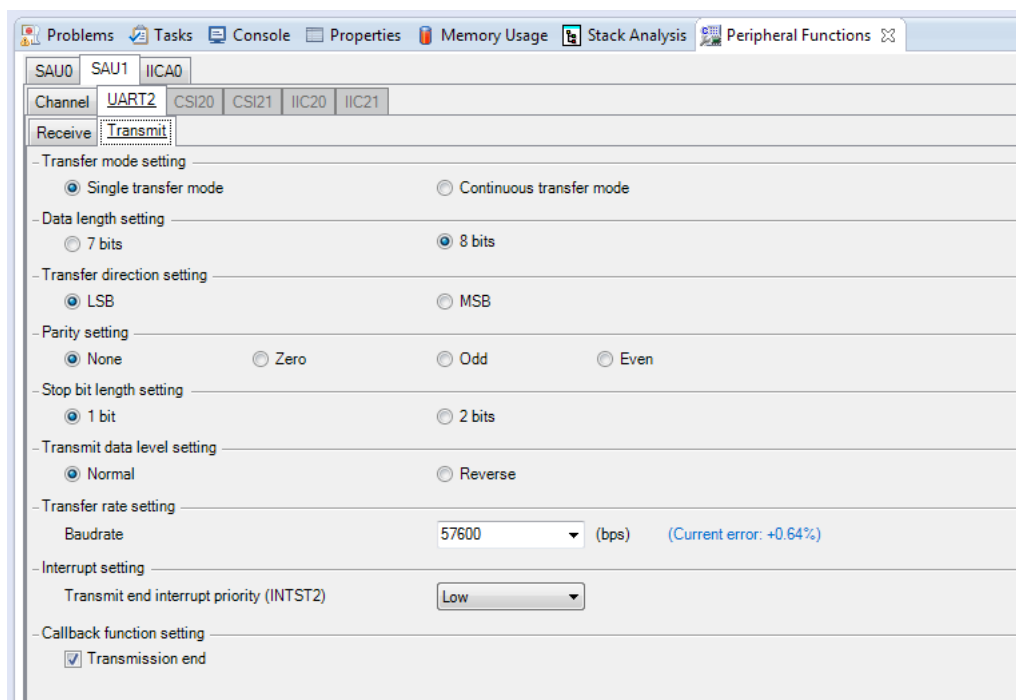 Problems Tasks Console Properties Memory Usage Stack Analysis Peripheral Functions
SAU0 SAU1 IICA0
Channel UART2 CSI20 CSI21 IIC20 IIC21
Receive Transmit
Transfer mode setting
Single transfer mode Continuous transfer mode
Data length setting
7 bits 8 bits
Transfer direction setting
LSB MSB
Parity setting
None Zero Odd Even
Stop bit length setting
1 bit 2 bits
Transmit data level setting
Normal Reverse
Transfer rate setting
Baudrate 57600 (bps) (Current error: +0.64%)
Interrupt setting
Transmit end interrupt priority (INTST2) Low
Callback function setting
Transmission end